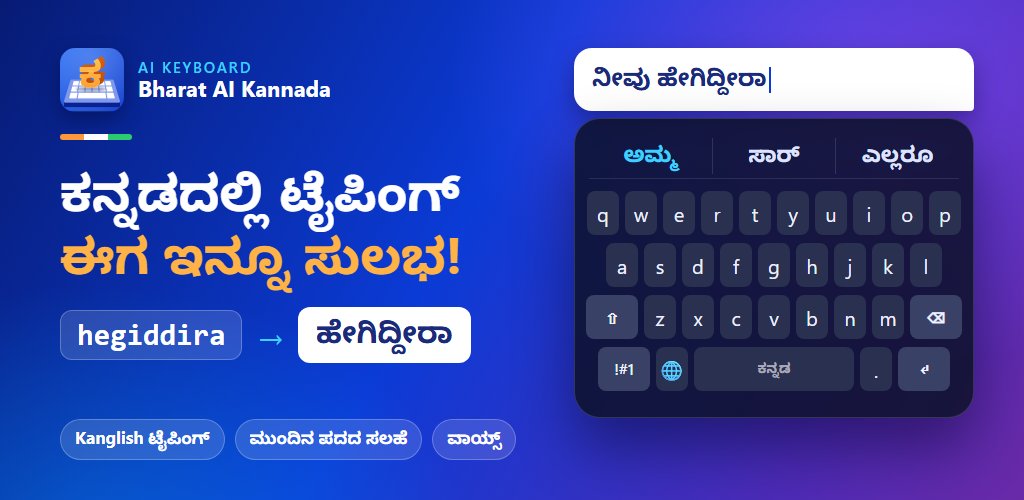 AI KEYBOARD
Bharat AI Kannada
ಕನ್ನಡದಲ್ಲಿ ಟೈಪಿಂಗ್
ಈಗ ಇನ್ನೂ ಸುಲಭ!
hegiddira → ಹೇಗಿದ್ದೀರಾ
Kanglish ಟೈಪಿಂಗ್ ಮುಂದಿನ ಪದದ ಸಲಹೆ ವಾಯ್ಸ್
ನೀವು ಹೇಗಿದ್ದೀರಾ
ಅಮ್ಮ ಸಾರ್ ಎಲ್ಲರೂ
q w e r t y u i o p
a s d f g h j k l
⇧ z x c v b n m ⌫
!#1 🌐 ಕನ್ನಡ . ↲
ಕ